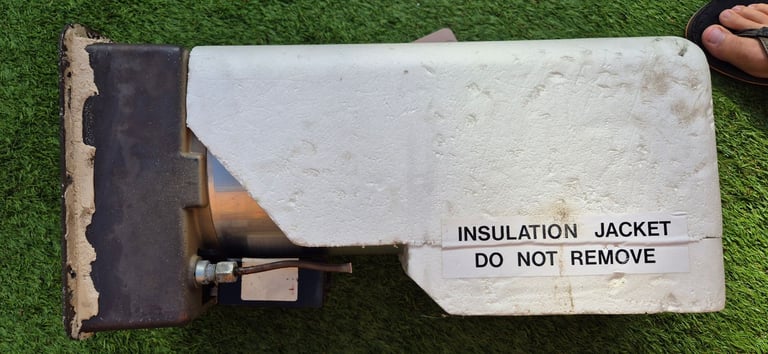 INSULATION JACKET
DO NOT REMOVE